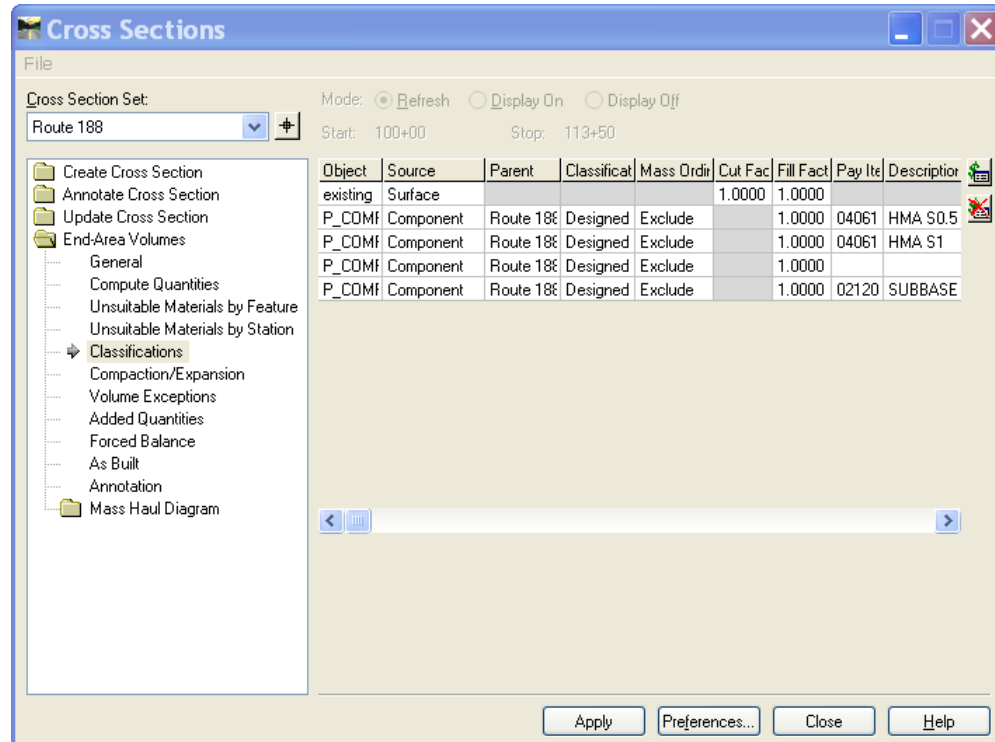 Cross Sections
File
Cross Section Set:
Route 188
Mode: Refresh Display On Display Off
Start: 100+00 Stop: 113+50
Create Cross Section
Annotate Cross Section
Update Cross Section
End-Area Volumes
General
Compute Quantities
Unsuitable Materials by Feature
Unsuitable Materials by Station
Classifications
Compaction/Expansion
Volume Exceptions
Added Quantities
Forced Balance
As Built
Annotation
Mass Haul Diagram
Object Source Parent Classificat Mass Ordin Cut Fac Fill Fact Pay Ite Description
existing Surface 1.0000 1.0000
P_COMF Component Route 188 Designed Exclude 1.0000 04061 HMA S0.5
P_COMF Component Route 188 Designed Exclude 1.0000 04061 HMA S1
P_COMF Component Route 188 Designed Exclude 1.0000
P_COMF Component Route 188 Designed Exclude 1.0000 02120 SUBBASE
Apply Preferences... Close Help